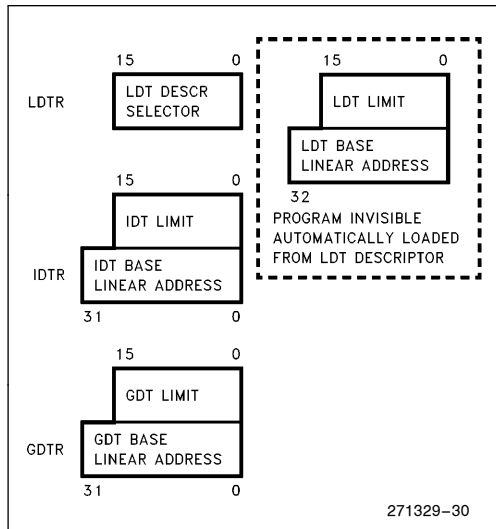 15 0
LDTR
LDT DESCR
SELECTOR
15 0
LDT LIMIT
LDT BASE
LINEAR ADDRESS
32
PROGRAM INVISIBLE
AUTOMATICALLY LOADED
FROM LDT DESCRIPTOR
15 0
IDT LIMIT
IDTR
IDT BASE
LINEAR ADDRESS
31 0
15 0
GDT LIMIT
GDTR
GDT BASE
LINEAR ADDRESS
31 0
271329–30